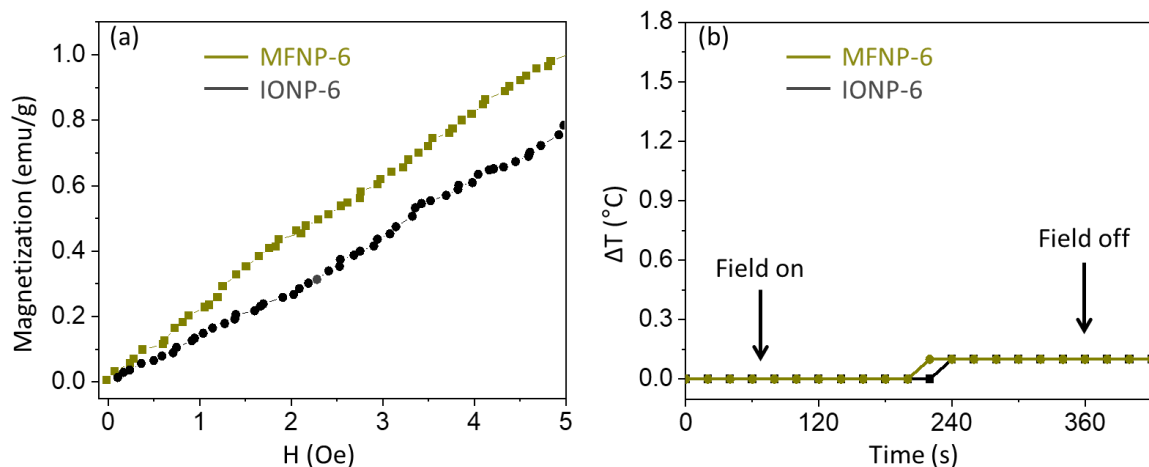 (a)
MFNP-6
IONP-6
Magnetization (emu/g)
1.0
0.8
0.6
0.4
0.2
0.0
0
1
2
3
4
5
H (Oe)
(b)
MFNP-6
IONP-6
ΔT (°C)
1.8
1.5
1.2
0.9
0.6
0.3
0.0
Field on
Field off
0
120
240
360
Time (s)